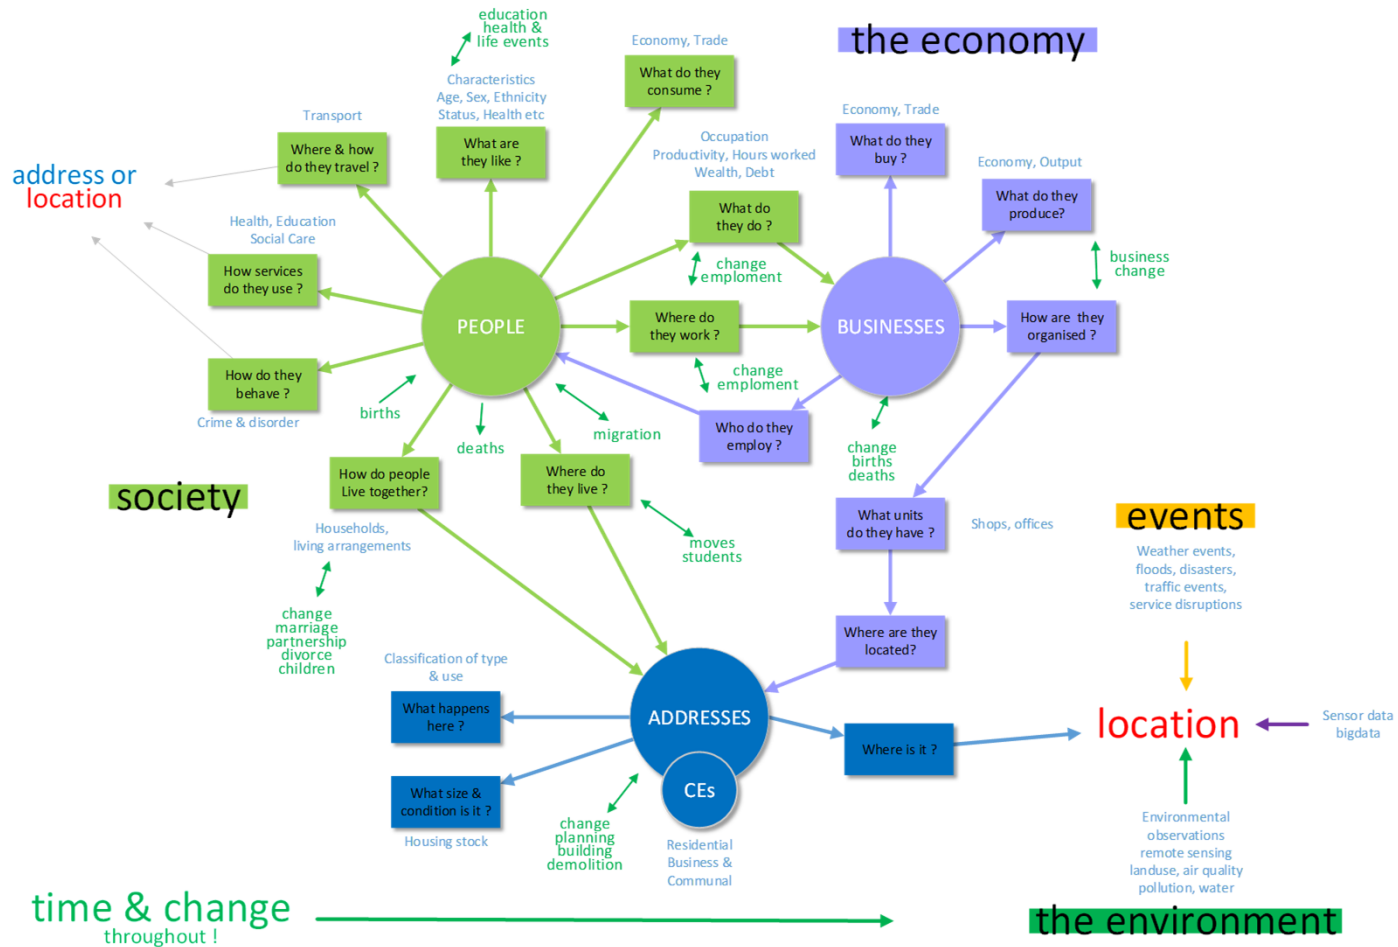 education
health &
life events
the economy
Economy, Trade
What do they
consume ?
Characteristics
Age, Sex, Ethnicity
Status, Health etc
What are
they like ?
Transport
Where & how
do they travel ?
address or
location
Economy, Trade
What do they
buy ?
Occupation
Productivity, Hours worked
Wealth, Debt
What do
they do ?
Economy, Output
What do they
produce?
Health, Education
Social Care
How services
do they use ?
change
emploment
business
change
PEOPLE
Where do
they work ?
BUSINESSES
How are they
organised ?
How do they
behave ?
Crime & disorder
births
deaths
migration
change
emploment
Who do they
employ ?
change
births
deaths
society
How do people
Live together?
Where do
they live ?
Households,
living arrangements
moves
students
What units
do they have ?
Shops, offices
events
Weather events,
floods, disasters,
traffic events,
service disruptions
change
marriage
partnership
divorce
children
Where are they
located?
Classification of type
& use
What happens
here ?
ADDRESSES
Where is it ?
location
Sensor data
bigdata
What size &
condition is it ?
Housing stock
CEs
change
planning
building
demolition
Residential
Business &
Communal
Environmental
observations
remote sensing
landuse, air quality
pollution, water
time & change
throughout !
the environment